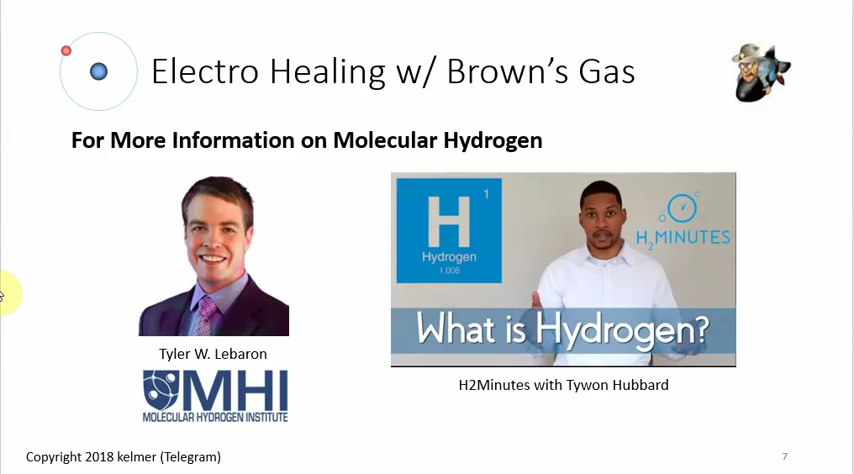 Electro Healing w/ Brown's Gas
For More Information on Molecular Hydrogen
H
1
Hydrogen
1.008
H2MINUTES
What is Hydrogen?
Tyler W. Lebaron
MHI
MOLECULAR HYDROGEN INSTITUTE
H2Minutes with Tywon Hubbard
Copyright 2018 kelmer (Telegram)
7